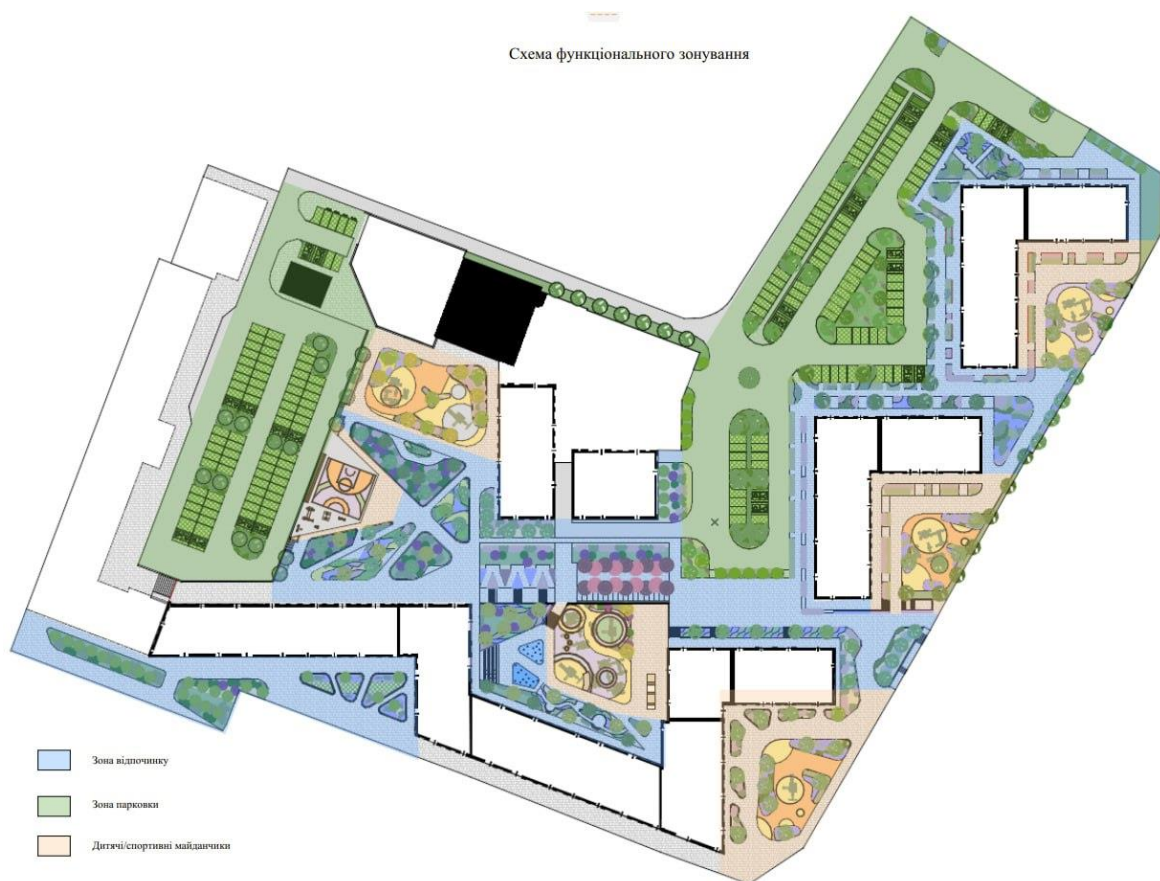 Схема функціонального зонування
Зона відпочинку
Зона парковки
Дитячі/спортивні майданчики